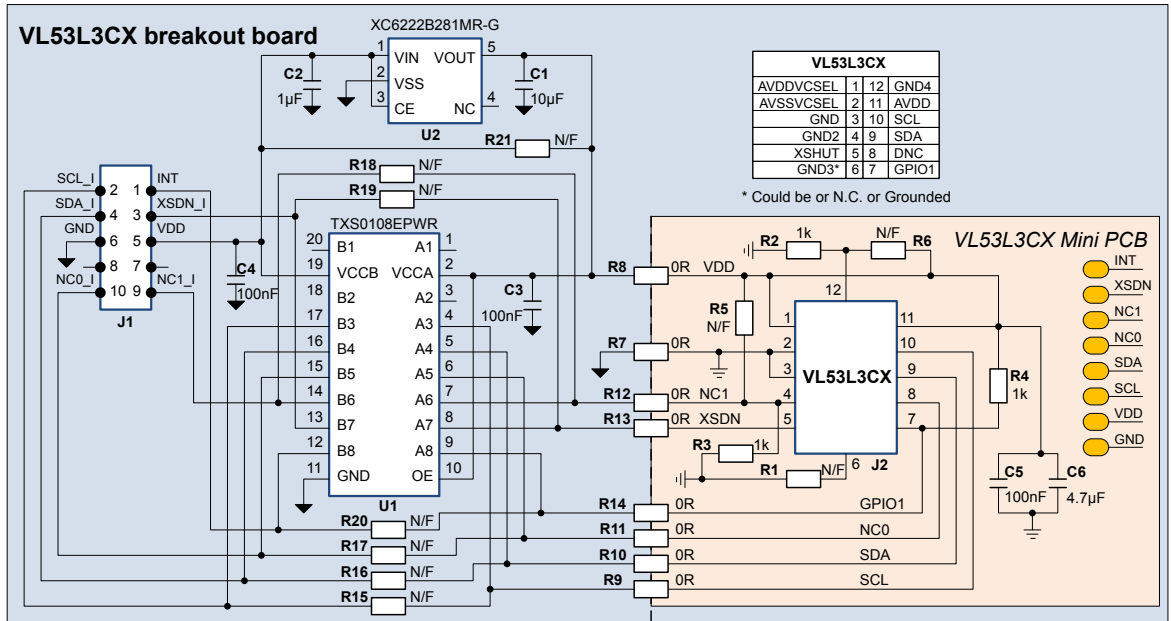 VL53L3CX breakout board
XC6222B281MR-G
1 VIN VOUT 5
2 VSS
3 CE NC 4
U2
C2
1µF
C1
10µF
R21 N/F
R18 N/F
R19 N/F
VL53L3CX
AVDDVCSEL 1 12 GND4
AVSSVCSEL 2 11 AVDD
GND 3 10 SCL
GND2 4 9 SDA
XSHUT 5 8 DNC
GND3* 6 7 GPIO1
* Could be or N.C. or Grounded
SCL_I 2 1 INT
SDA_I 4 3 XSDN_I
GND 6 5 VDD
8 7
NC0_I 10 9 NC1_I
J1
C4
100nF
TXS0108EPWR
20 B1 A1 1
19 VCCB VCCA 2
18 B2 A2 3
17 B3 A3 4
16 B4 A4 5
15 B5 A5 6
14 B6 A6 7
13 B7 A7 8
12 B8 A8 9
11 GND OE 10
U1
C3
100nF
R20 N/F
R17 N/F
R16 N/F
R15 N/F
VL53L3CX Mini PCB
R2 1k
N/F R6
R8 0R VDD
R5
N/F
R7 0R
R12 0R NC1
R13 0R XSDN
12
1 11
2 10
3 9
4 8
5 7
6
VL53L3CX
J2
R3 1k
R1 N/F
R4
1k
C5
100nF
C6
4.7µF
R14 0R GPIO1
R11 0R NC0
R10 0R SDA
R9 0R SCL
INT
XSDN
NC1
NC0
SDA
SCL
VDD
GND